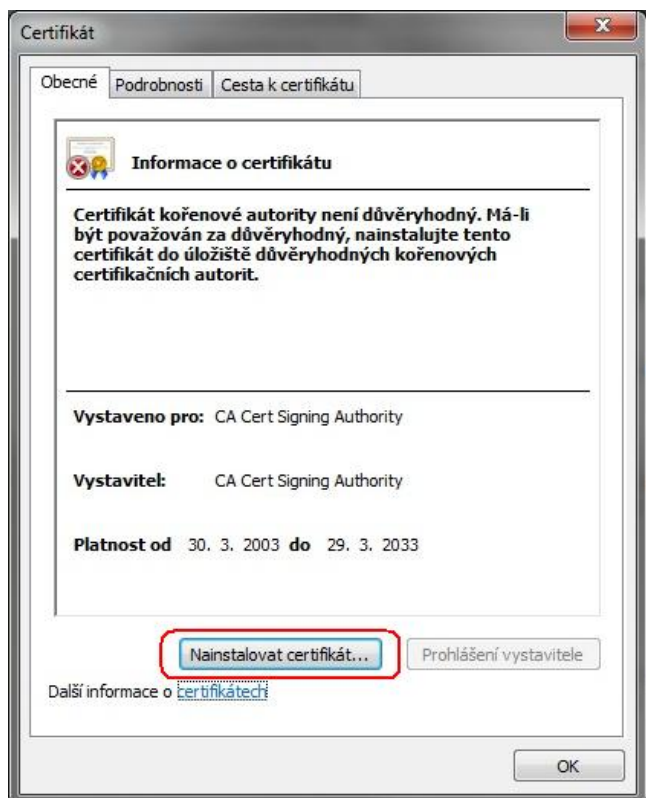 Certifikát
Obecné
Podrobnosti
Cesta k certifikátu
Informace o certifikátu
Certifikát kořenové autority není důvěryhodný. Má-li
být považován za důvěryhodný, nainstalujte tento
certifikát do úložiště důvěryhodných kořenových
certifikačních autorit.
Vystaveno pro: CA Cert Signing Authority
Vystavitel: CA Cert Signing Authority
Platnost od 30. 3. 2003 do 29. 3. 2033
Nainstalovat certifikát...
Prohlášení vystavitele
Další informace o certifikátech
OK